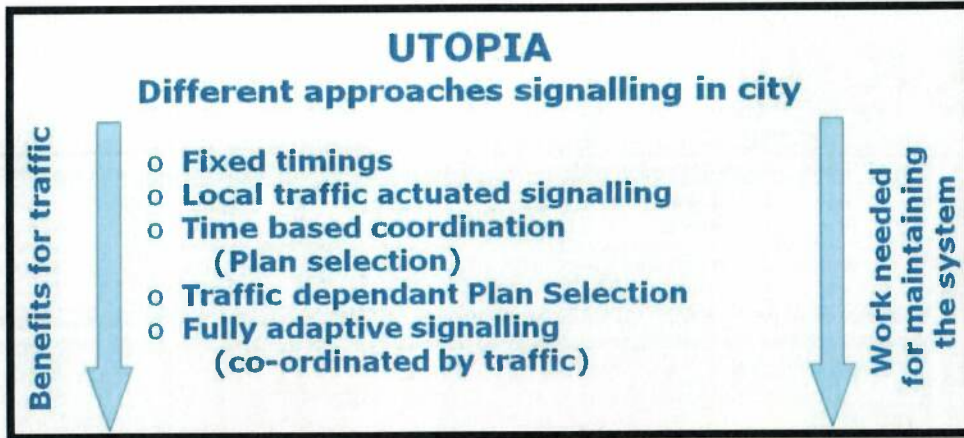 UTOPIA
Different approaches signalling in city
Benefits for traffic
o Fixed timings
o Local traffic actuated signalling
o Time based coordination
(Plan selection)
o Traffic dependant Plan Selection
o Fully adaptive signalling
(co-ordinated by traffic)
Work needed
for maintaining
the system